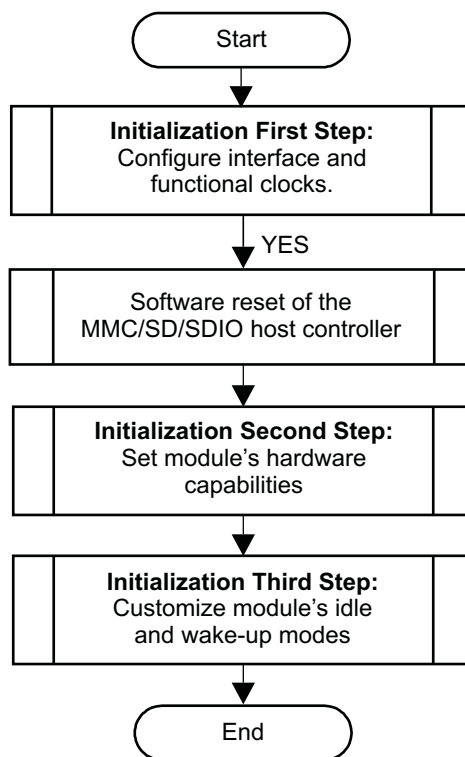 Start
Initialization First Step:
Configure interface and
functional clocks.
YES
Software reset of the
MMC/SD/SDIO host controller
Initialization Second Step:
Set module's hardware
capabilities
Initialization Third Step:
Customize module's idle
and wake-up modes
End